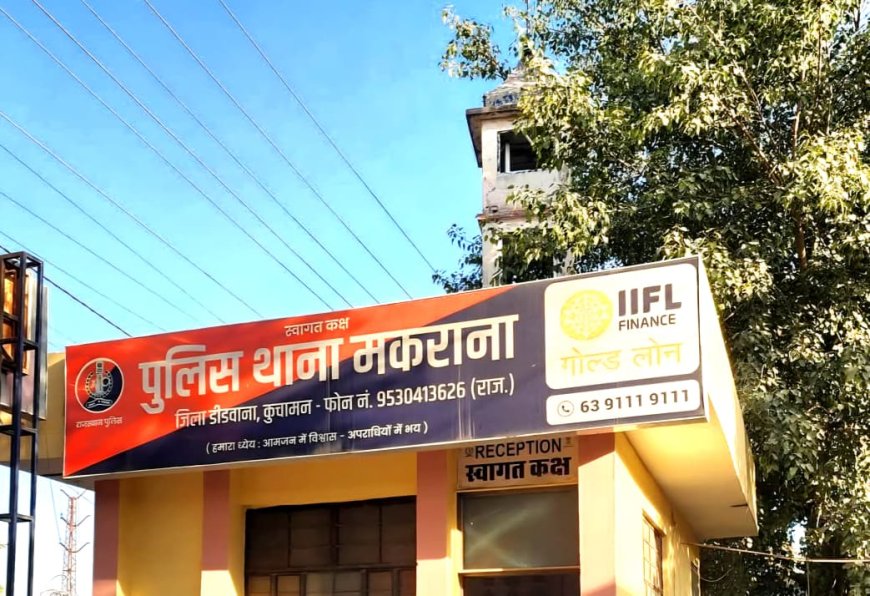 स्वागत कक्ष
पुलिस थाना मकराना
जिला डीडवाना, कुचामन - फोन नं. 9530413626 (राज.)
( हमारा ध्येय : आमजन में विश्वास - अपराधियों में भय )
राजस्थान पुलिस
IIFL
FINANCE
गोल्ड लोन
63 9111 9111
RECEPTION
स्वागत कक्ष